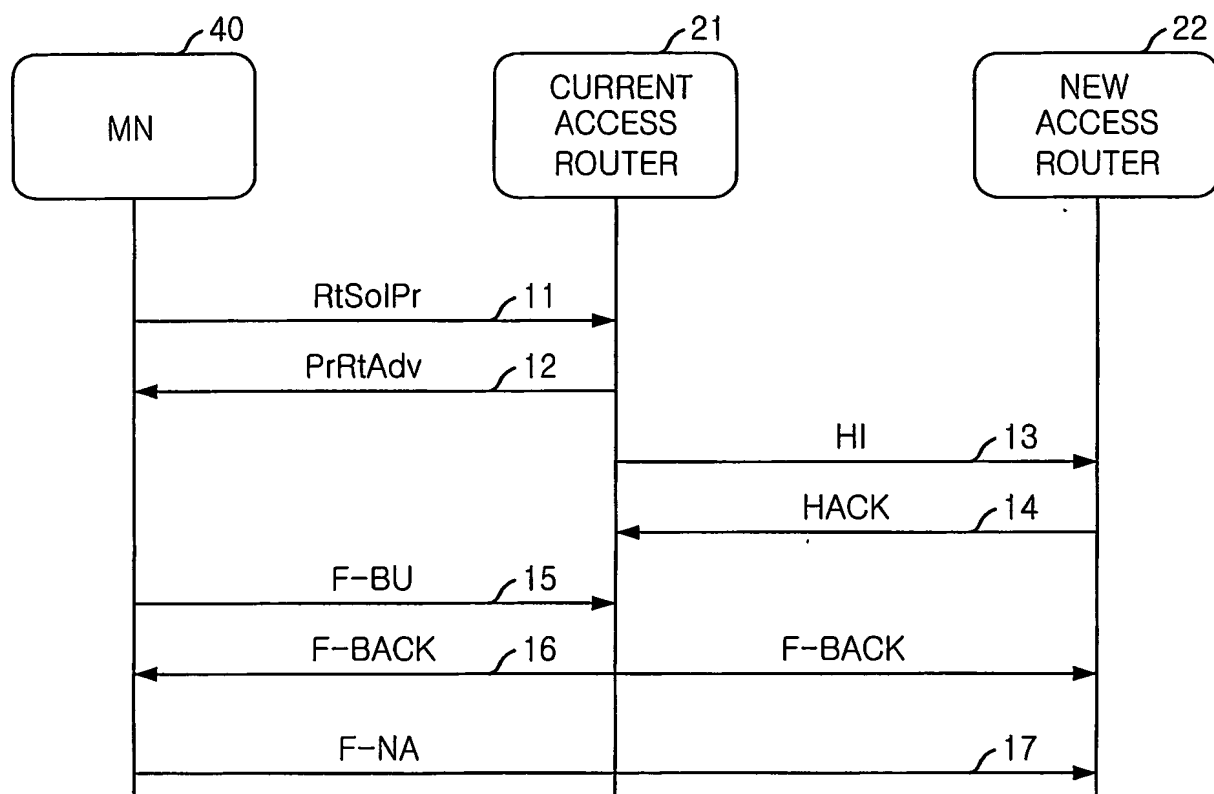 40
21
22
MN
CURRENT
ACCESS
ROUTER
NEW
ACCESS
ROUTER
RtSolPr 11
PrRtAdv 12
HI 13
HACK 14
F-BU 15
F-BACK 16 F-BACK
F-NA 17